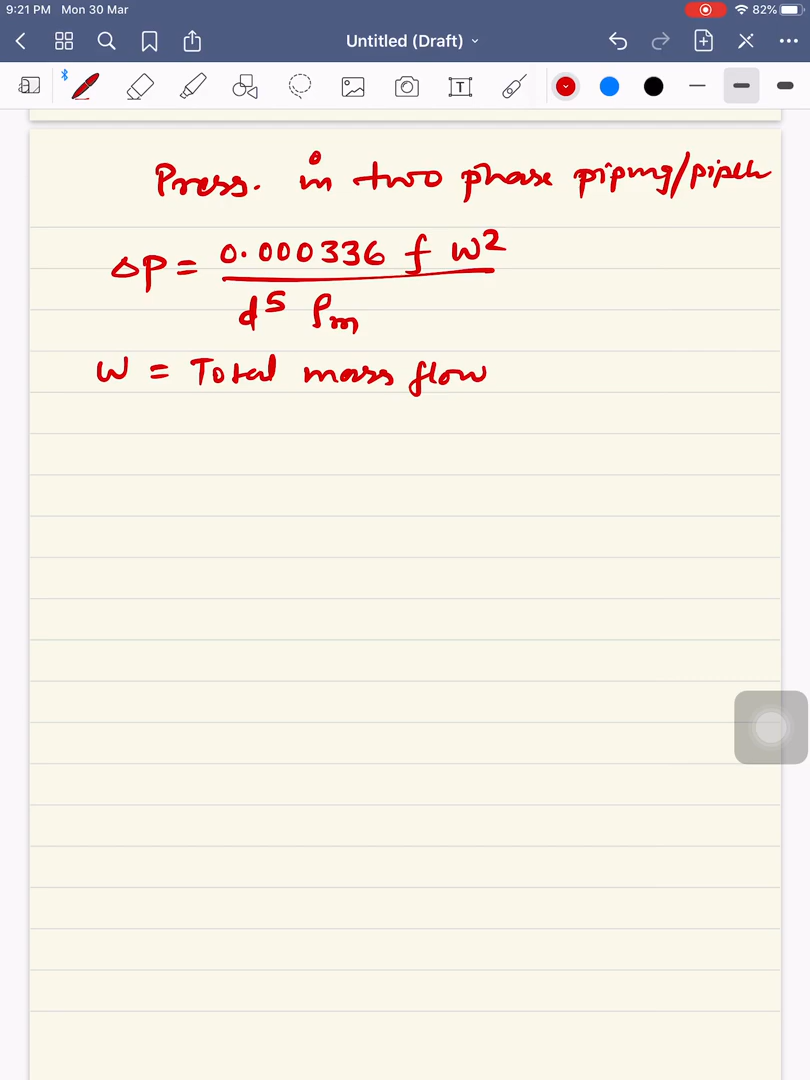 9:21 PM Mon 30 Mar 82%
Untitled (Draft)
T
Press. in two phase piping/
ΔP = 0.000336 f W²
d⁵ ρm
W = Total mass flow